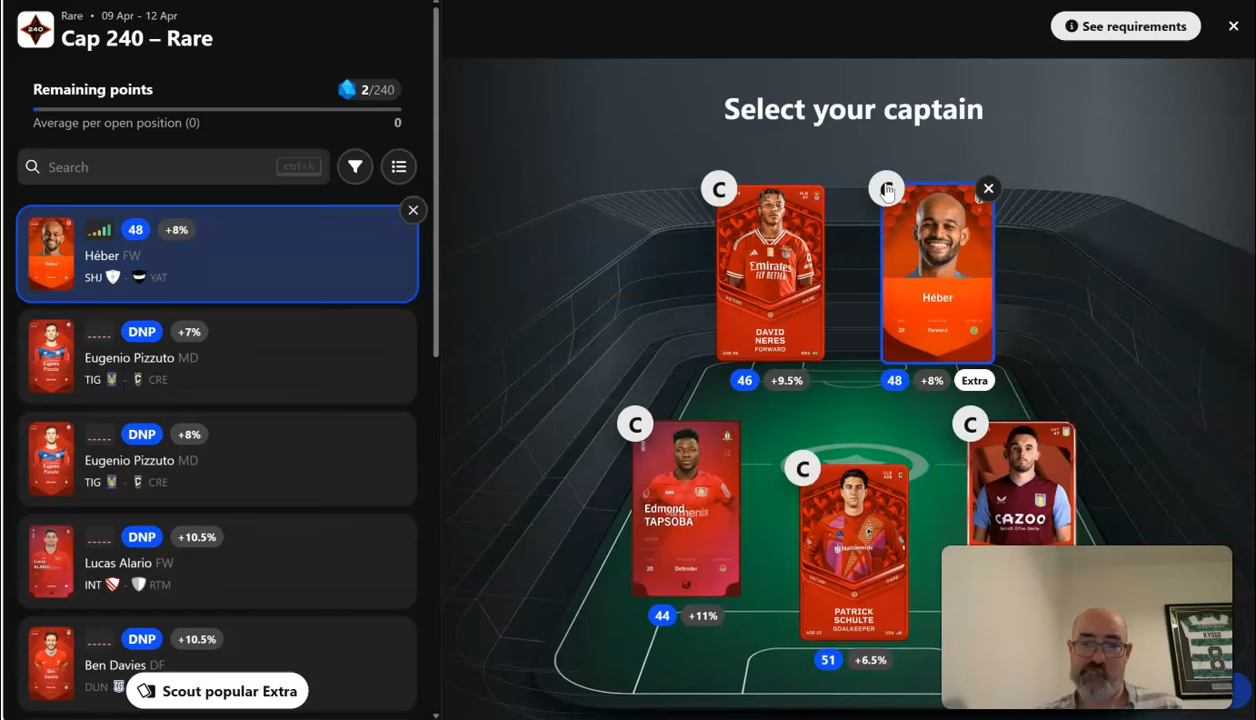 240
Rare • 09 Apr - 12 Apr
Cap 240 – Rare
Remaining points
2/240
Average per open position (0)
0
Search
ctrl+k
48
+8%
Héber FW
SHJ - YAT
DNP
+7%
Eugenio Pizzuto MD
TIG - CRE
DNP
+8%
Eugenio Pizzuto MD
TIG - CRE
DNP
+10.5%
Lucas Alario FW
INT - RTM
DNP
+10.5%
Ben Davies DF
DUN
Scout popular Extra
See requirements
Select your captain
C
Emirates
FLY BETTER
DAVID
NERES
FORWARD
46
+9.5%
Héber
Forward
48
+8%
Extra
C
Edmond
TAPSOBA
Defender
44
+11%
C
Nationwide
PATRICK
SCHULTE
GOALKEEPER
51
+6.5%
C
CAZOO
KYOGO
8